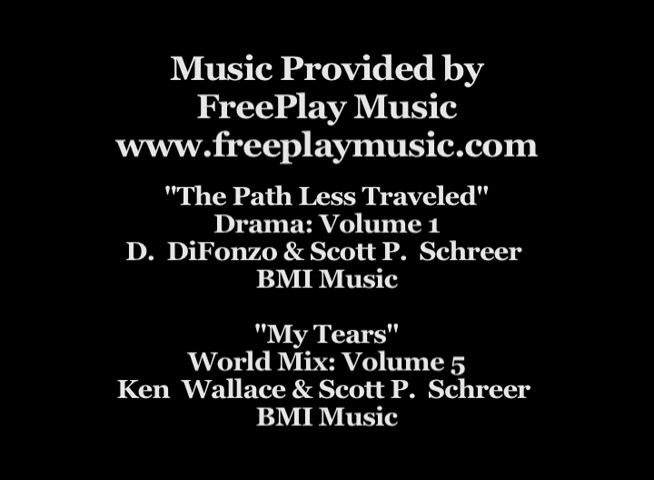 Music Provided by
FreePlay Music
www.freeplaymusic.com
"The Path Less Traveled"
Drama: Volume 1
D. DiFonzo & Scott P. Schreer
BMI Music
"My Tears"
World Mix: Volume 5
Ken Wallace & Scott P. Schreer
BMI Music